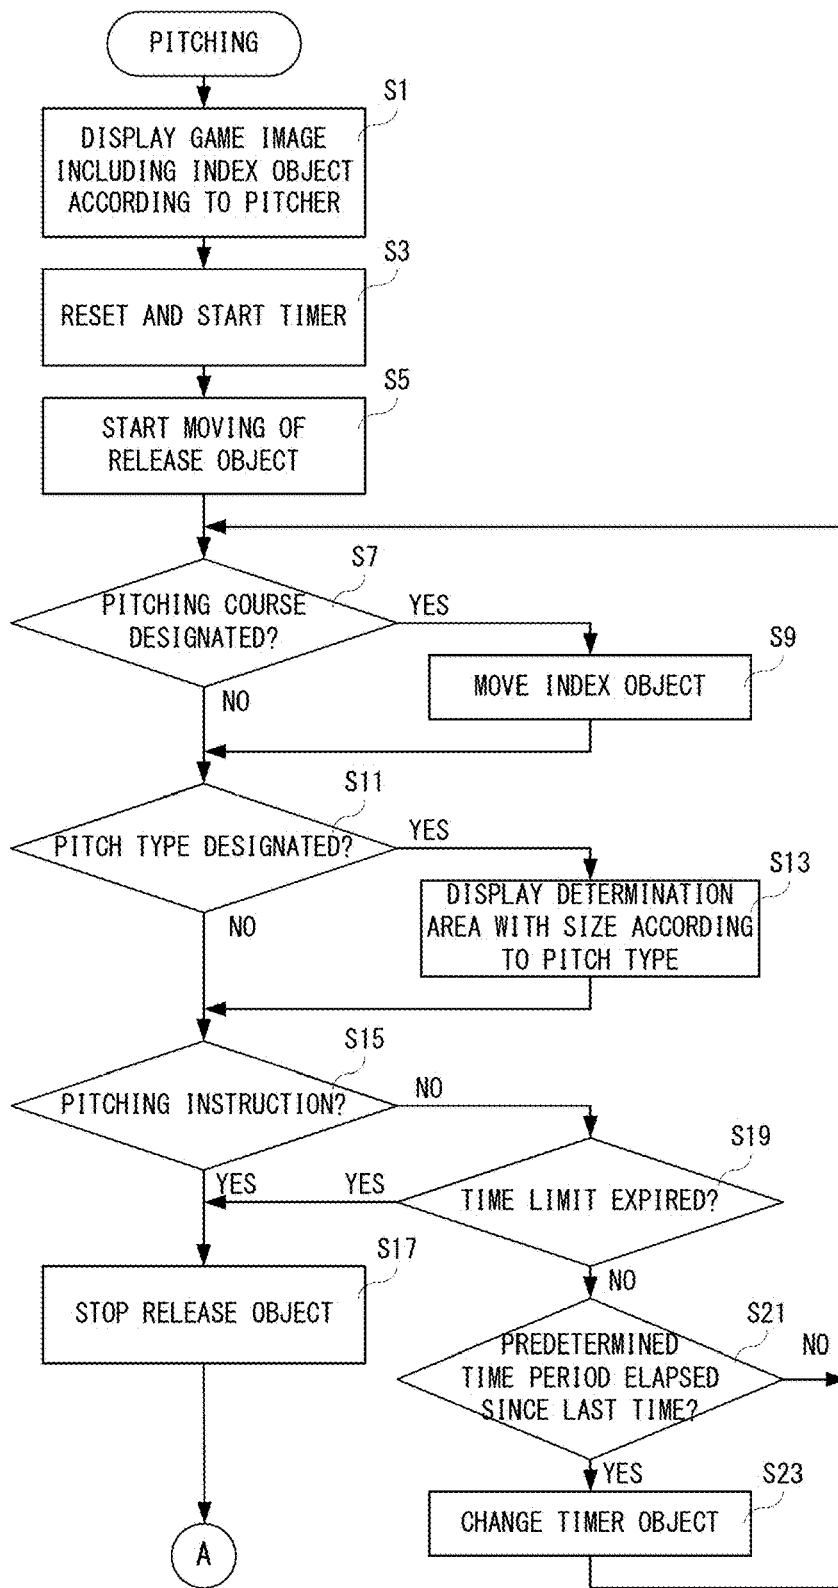 PITCHING
S1
DISPLAY GAME IMAGE
INCLUDING INDEX OBJECT
ACCORDING TO PITCHER
S3
RESET AND START TIMER
S5
START MOVING OF
RELEASE OBJECT
S7
PITCHING COURSE
DESIGNATED?
YES
NO
S9
MOVE INDEX OBJECT
S11
PITCH TYPE DESIGNATED?
YES
NO
S13
DISPLAY DETERMINATION
AREA WITH SIZE ACCORDING
TO PITCH TYPE
S15
PITCHING INSTRUCTION?
NO
YES
S19
TIME LIMIT EXPIRED?
YES
NO
S17
STOP RELEASE OBJECT
S21
PREDETERMINED
TIME PERIOD ELAPSED
SINCE LAST TIME?
NO
YES
S23
CHANGE TIMER OBJECT
A